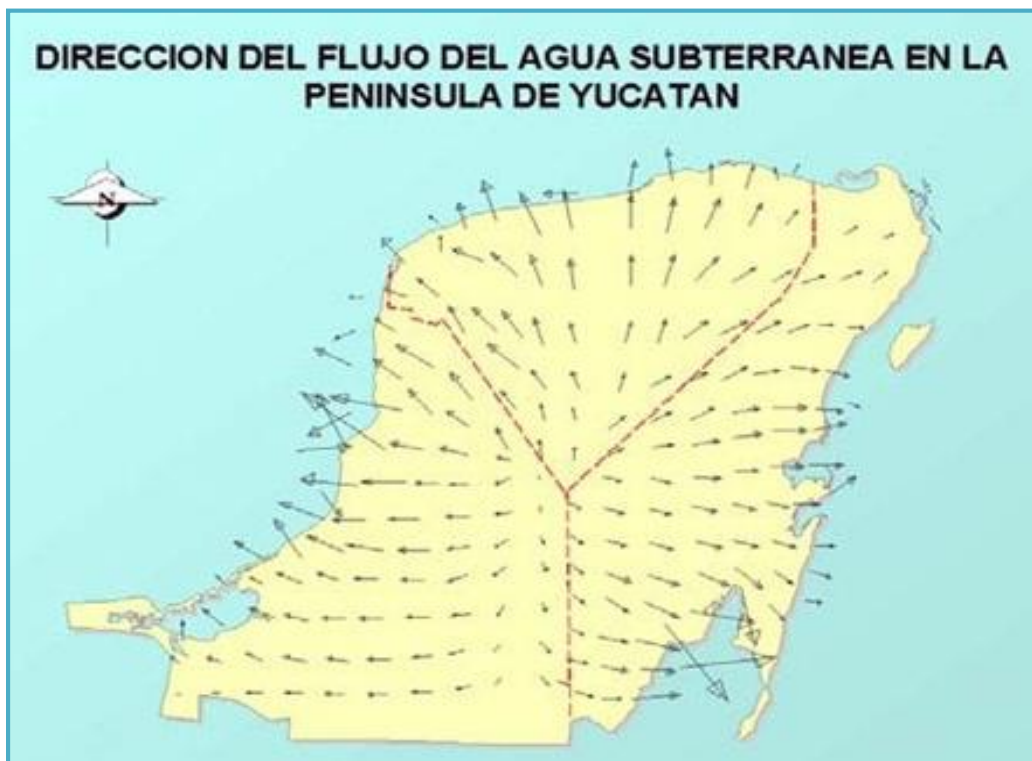 DIRECCION DEL FLUJO DEL AGUA SUBTERRANEA EN LA
PENINSULA DE YUCATAN
N